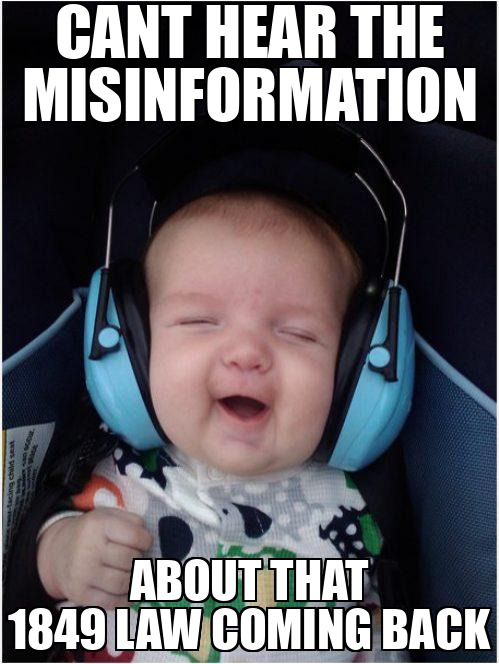 CANT HEAR THE
MISINFORMATION
ABOUT THAT
1849 LAW COMING BACK